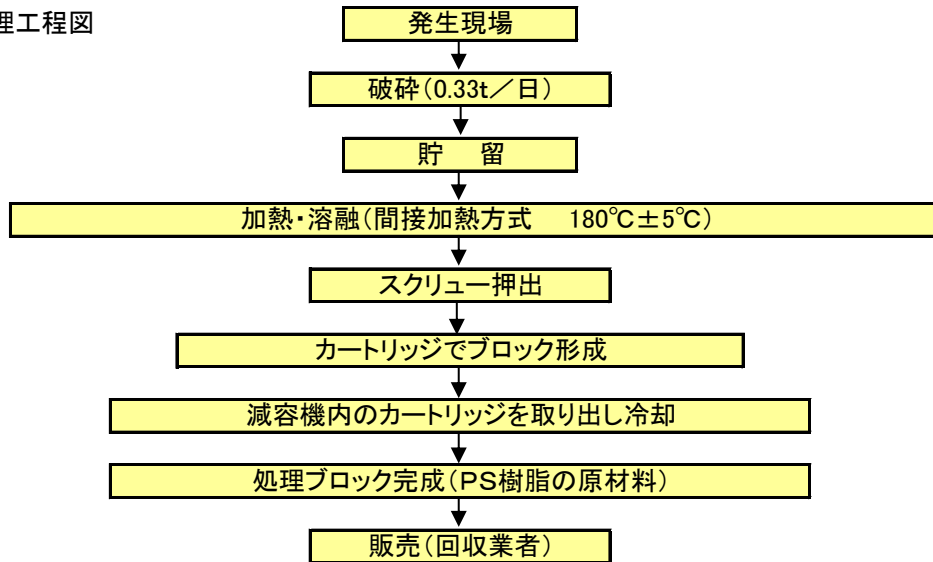 理工程図
発生現場
破砕(0.33t／日)
貯　留
加熱・溶融(間接加熱方式　180℃±5℃)
スクリュー押出
カートリッジでブロック形成
減容機内のカートリッジを取り出し冷却
処理ブロック完成(PS樹脂の原材料)
販売(回収業者)